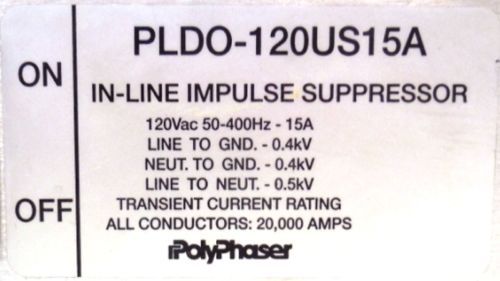 ON
OFF
PLDO-120US15A
IN-LINE IMPULSE SUPPRESSOR
120Vac 50-400Hz - 15A
LINE TO GND. - 0.4kV
NEUT. TO GND. - 0.4kV
LINE TO NEUT. - 0.5kV
TRANSIENT CURRENT RATING
ALL CONDUCTORS: 20,000 AMPS
PolyPhaser